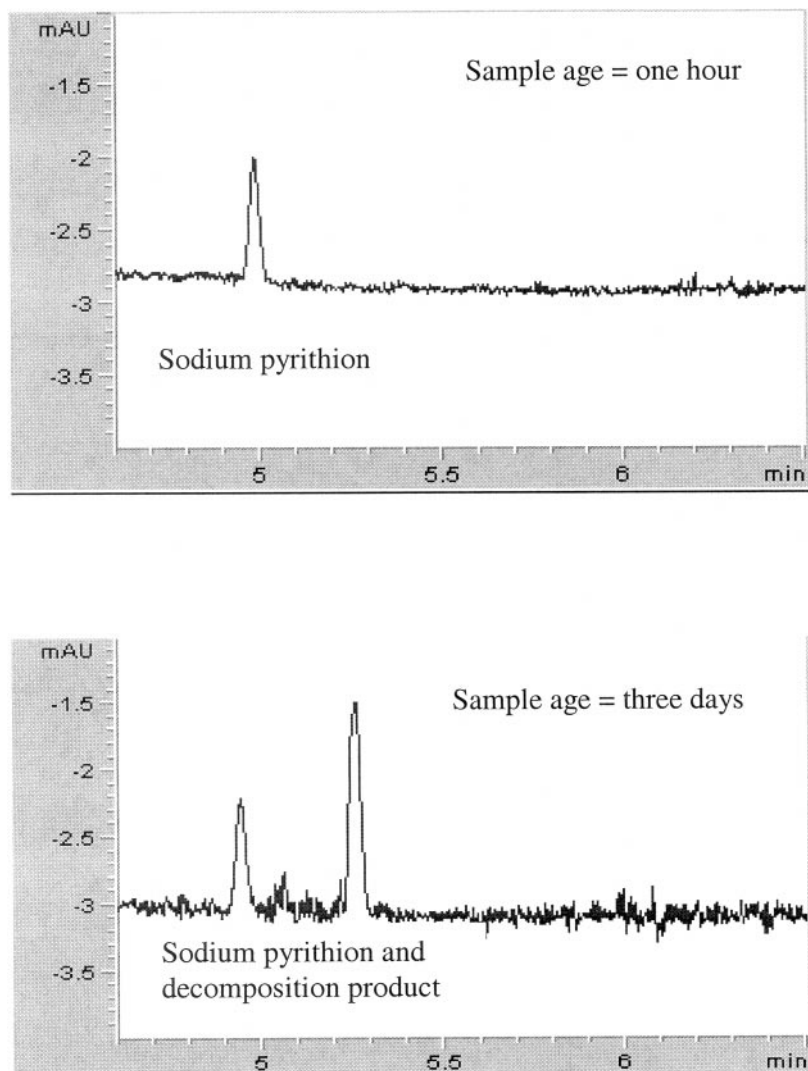 mAU
Sample age = one hour
-1.5
-2
-2.5
-3
Sodium pyrithion
-3.5
5 5.5 6 min
mAU
Sample age = three days
-1.5
-2
-2.5
-3
Sodium pyrithion and
decomposition product
-3.5
5 5.5 6 min